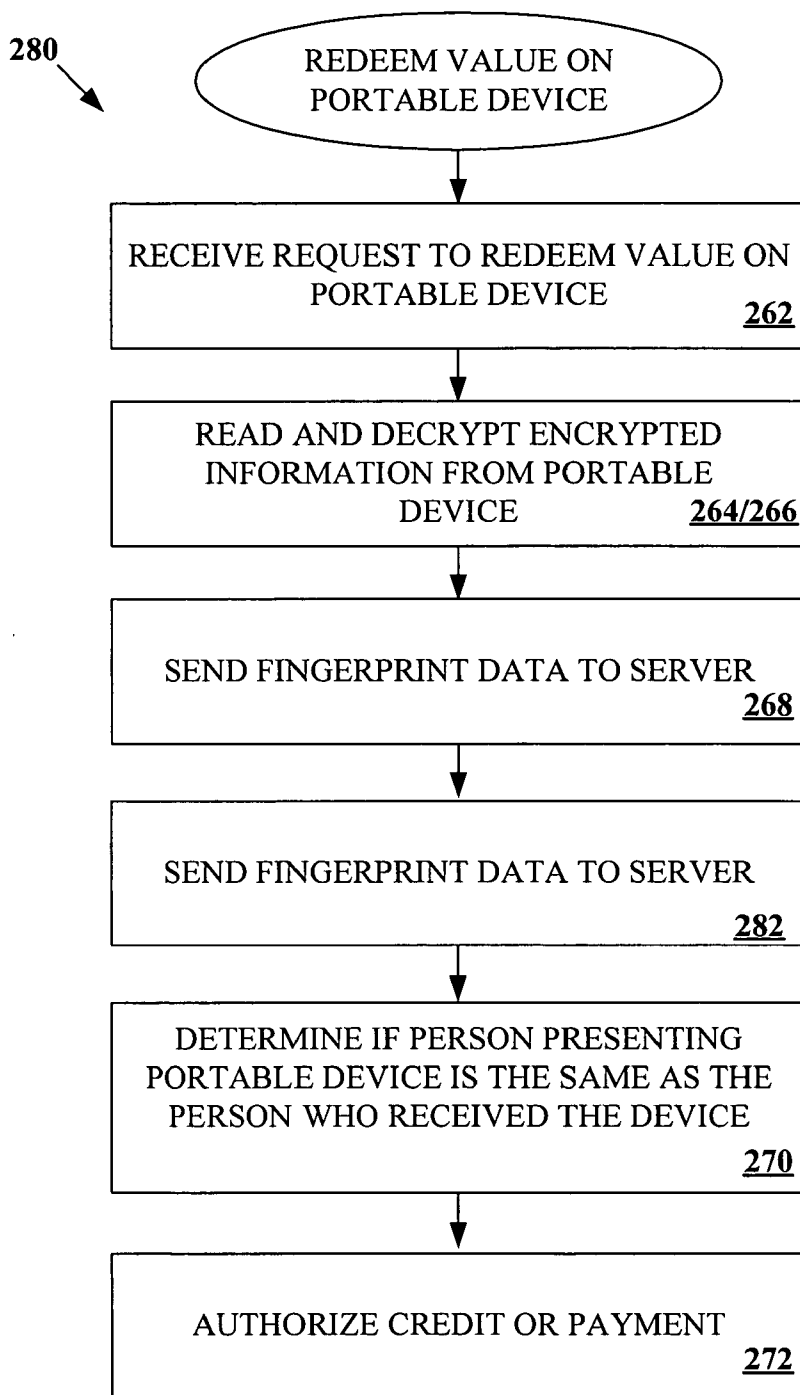 280
REDEEM VALUE ON
PORTABLE DEVICE
RECEIVE REQUEST TO REDEEM VALUE ON
PORTABLE DEVICE
262
READ AND DECRYPT ENCRYPTED
INFORMATION FROM PORTABLE
DEVICE 264/266
SEND FINGERPRINT DATA TO SERVER
268
SEND FINGERPRINT DATA TO SERVER
282
DETERMINE IF PERSON PRESENTING
PORTABLE DEVICE IS THE SAME AS THE
PERSON WHO RECEIVED THE DEVICE
270
AUTHORIZE CREDIT OR PAYMENT
272